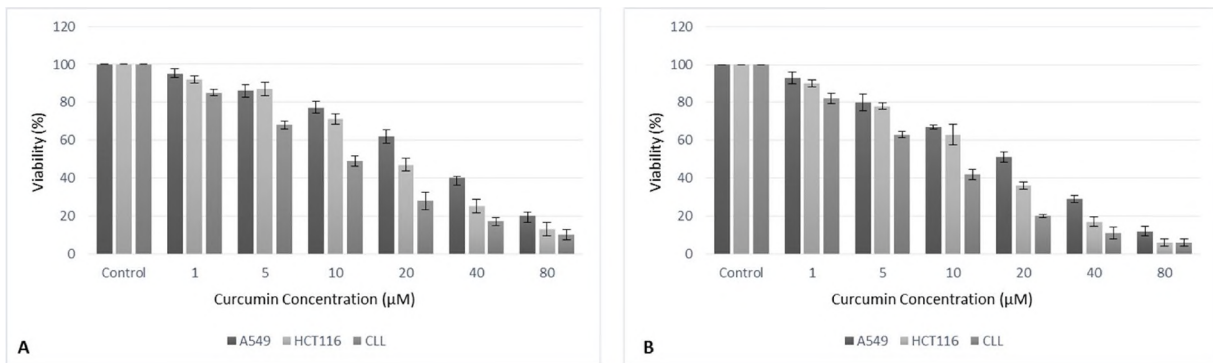 120
100
80
60
40
20
0
Viability (%)
Control 1 5 10 20 40 80
Curcumin Concentration (µM)
A549 HCT116 CLL
A
120
100
80
60
40
20
0
Viability (%)
Control 1 5 10 20 40 80
Curcumin Concentration (µM)
A549 HCT116 CLL
B